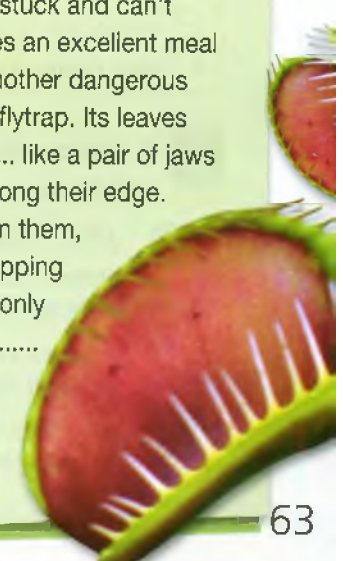 stuck and can't
es an excellent meal
nother dangerous
flytrap. Its leaves
... like a pair of jaws
ong their edge.
n them,
pping
only
......
63